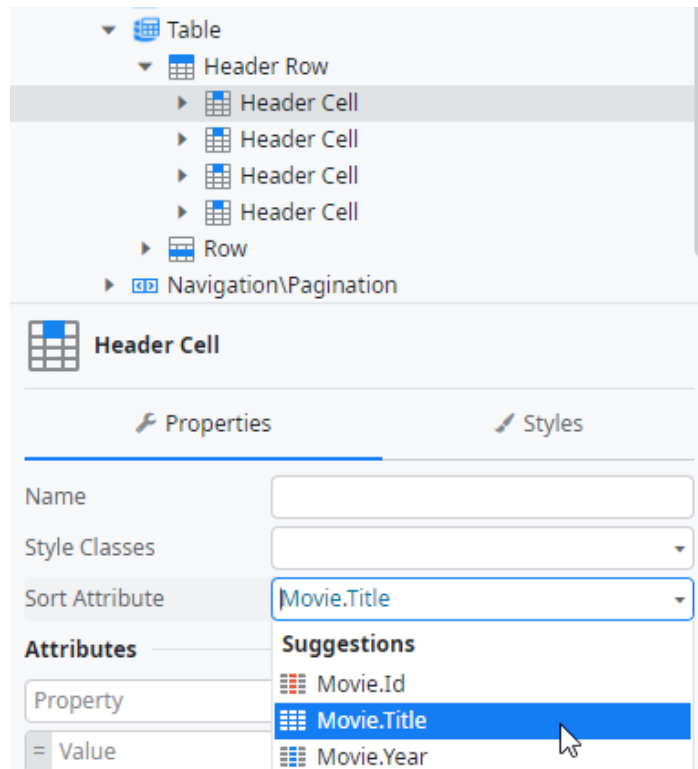 Table
Header Row
Header Cell
Header Cell
Header Cell
Header Cell
Row
Navigation\Pagination
Header Cell
Properties
Styles
Name
Style Classes
Sort Attribute
Movie.Title
Attributes
Suggestions
Property
Movie.Id
Movie.Title
= Value
Movie.Year